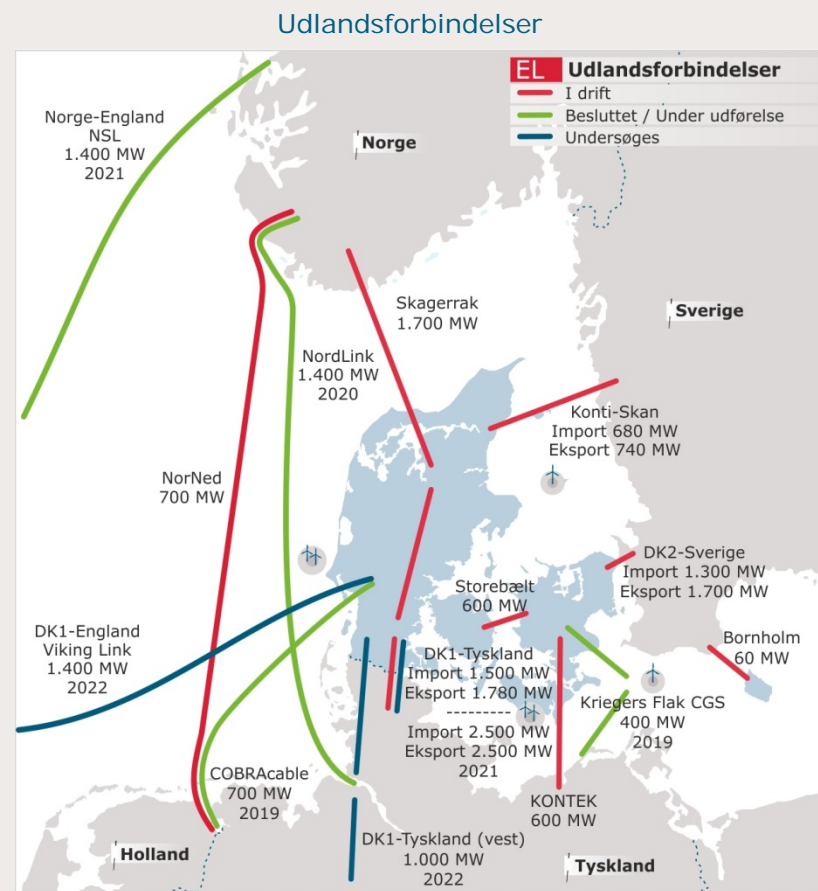 Udlandsforbindelser
EL Udlandsforbindelser
I drift
Besluttet / Under udførelse
Undersøges
Norge-England
NSL
1.400 MW
2021
Norge
Sverige
Skagerrak
1.700 MW
NordLink
1.400 MW
2020
Konti-Skan
Import 680 MW
Eksport 740 MW
NorNed
700 MW
DK2-Sverige
Import 1.300 MW
Eksport 1.700 MW
Storebælt
600 MW
DK1-England
Viking Link
1.400 MW
2022
DK1-Tyskland
Import 1.500 MW
Eksport 1.780 MW
----------
Import 2.500 MW
Eksport 2.500 MW
2021
Bornholm
60 MW
Kriegers Flak CGS
400 MW
2019
COBRAcable
700 MW
2019
KONTEK
600 MW
DK1-Tyskland (vest)
1.000 MW
2022
Holland
Tyskland